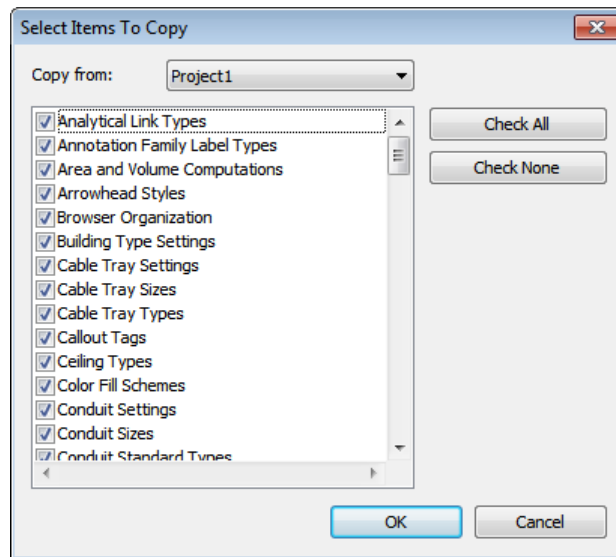 Select Items To Copy
Copy from: Project1
Analytical Link Types
Annotation Family Label Types
Area and Volume Computations
Arrowhead Styles
Browser Organization
Building Type Settings
Cable Tray Settings
Cable Tray Sizes
Cable Tray Types
Callout Tags
Ceiling Types
Color Fill Schemes
Conduit Settings
Conduit Sizes
Conduit Standard Types
Check All
Check None
OK Cancel